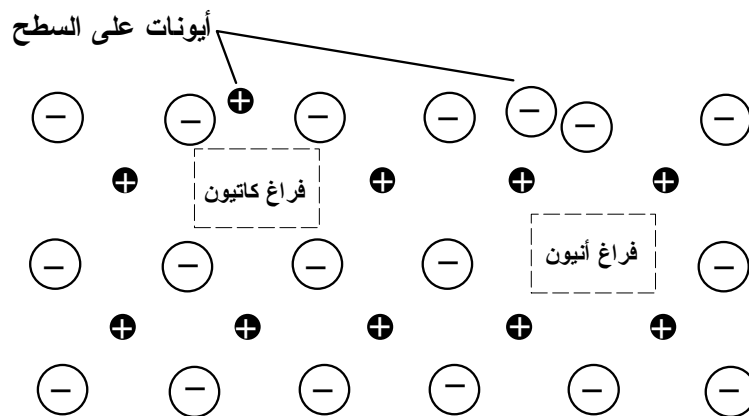 أيونات على السطح
فراغ كاتيون
فراغ أنيون